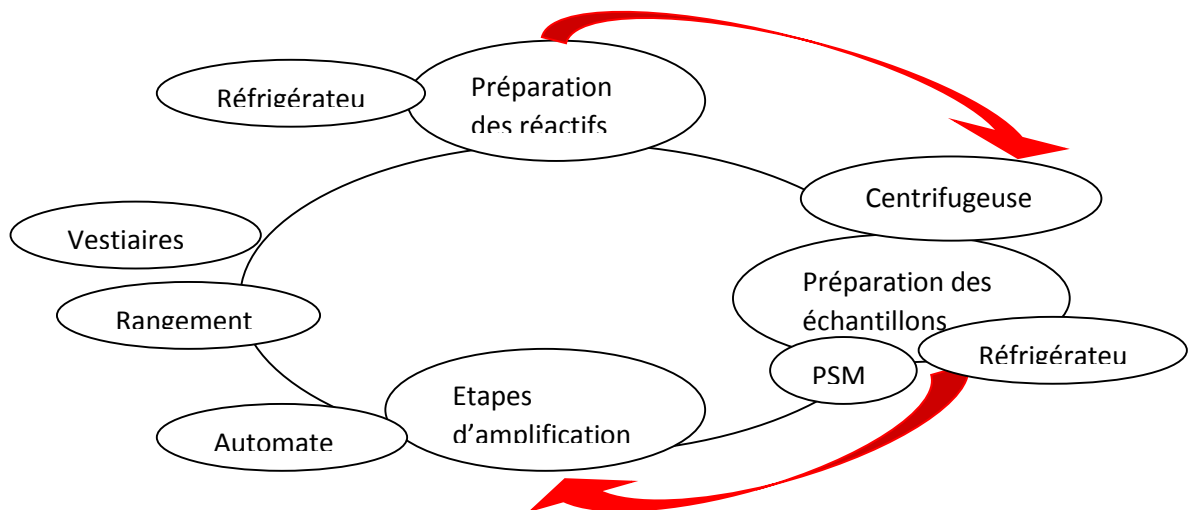 Préparation
des réactifs
Réfrigérateu
Centrifugeuse
Vestiaires
Préparation des
échantillons
Rangement
Réfrigérateu
PSM
Etapes
d’amplification
Automate